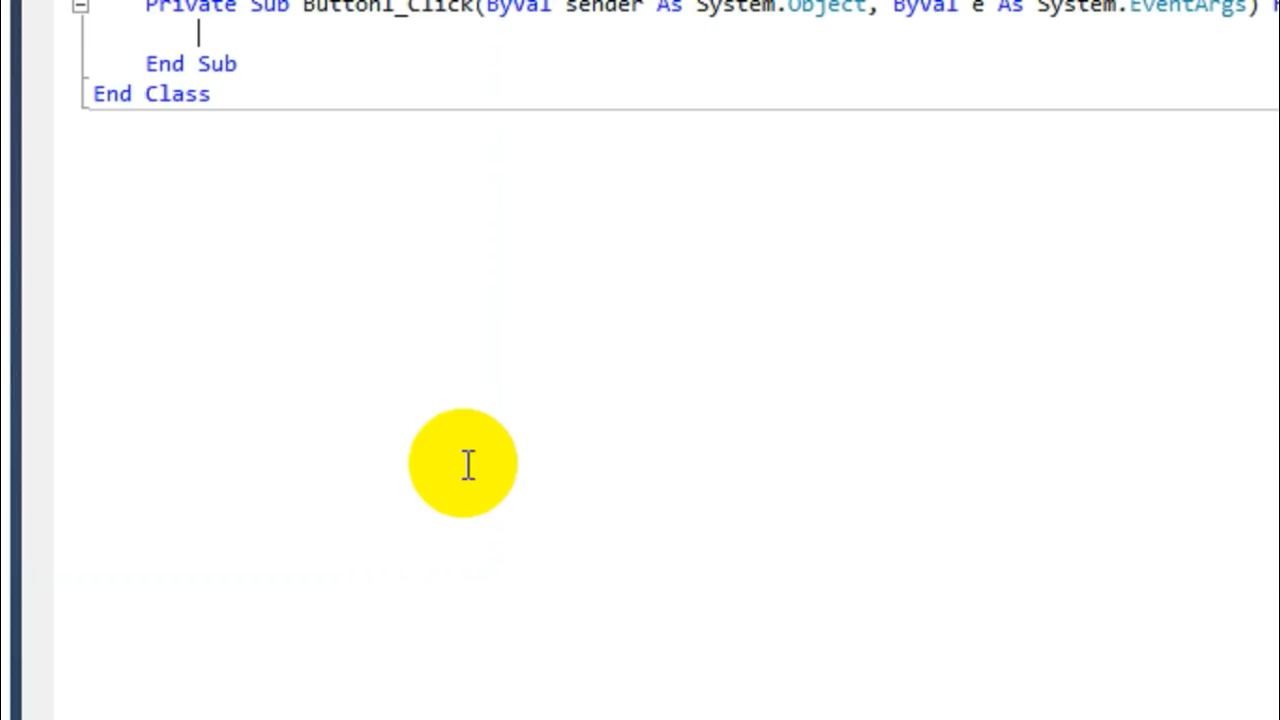 Private Sub Button1_Click(ByVal sender As System.Object, ByVal e As System.EventArgs)
End Sub
End Class